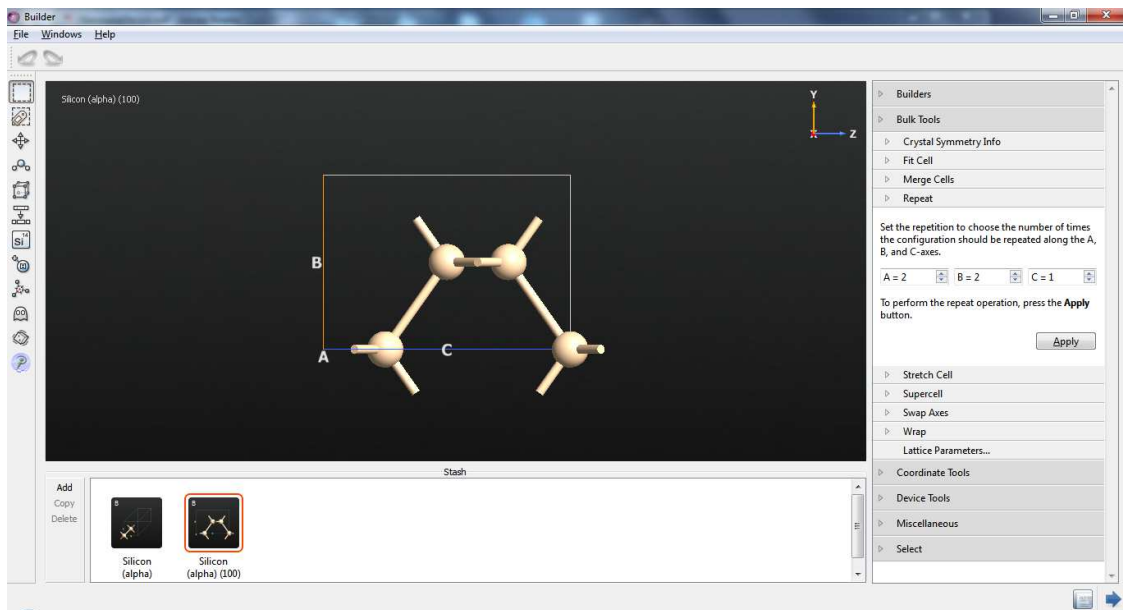 Builder
File Windows Help
Silicon (alpha) (100)
Y
X
Z
B
A
C
Si 14
Builders
Bulk Tools
Crystal Symmetry Info
Fit Cell
Merge Cells
Repeat
Set the repetition to choose the number of times
the configuration should be repeated along the A,
B, and C-axes.
A = 2 B = 2 C = 1
To perform the repeat operation, press the Apply
button.
Apply
Stretch Cell
Supercell
Swap Axes
Wrap
Lattice Parameters...
Coordinate Tools
Device Tools
Miscellaneous
Select
Stash
Add
Copy
Delete
B
Silicon
(alpha)
B
Silicon
(alpha) (100)